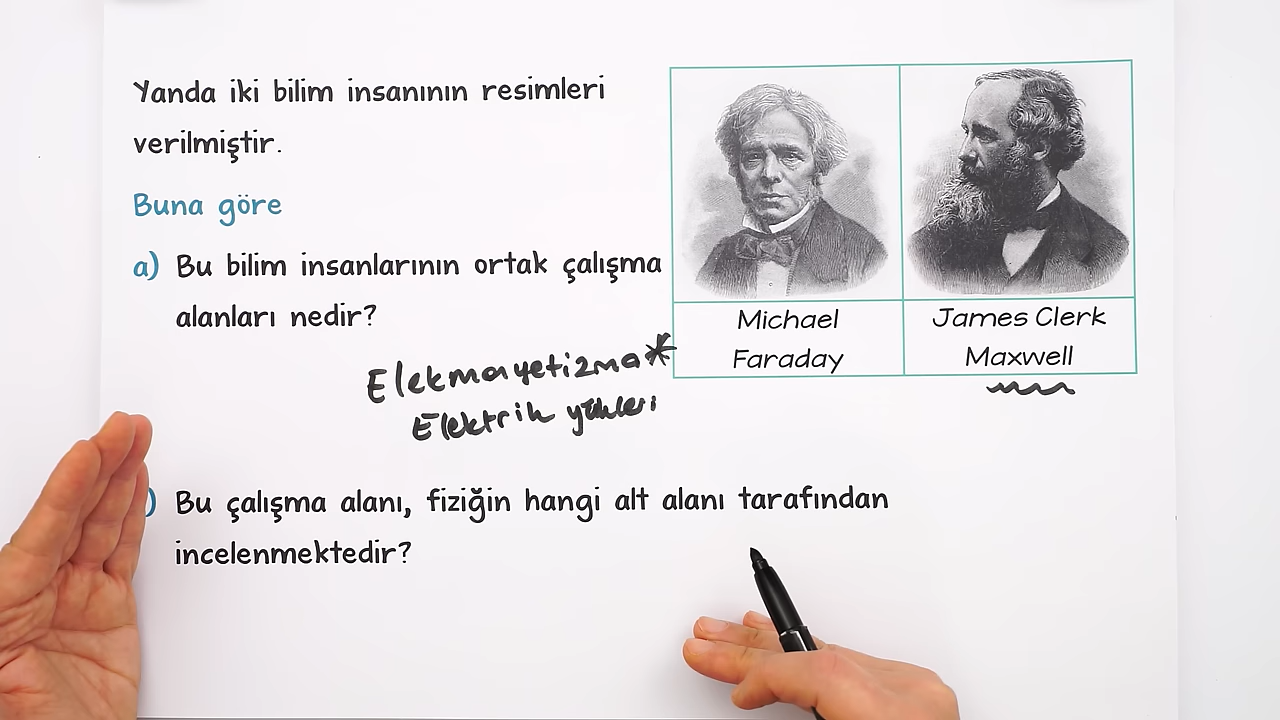 Yanda iki bilim insanının resimleri
verilmiştir.
Buna göre
a) Bu bilim insanlarının ortak çalışma
alanları nedir?
Michael
Faraday
James Clerk
Maxwell
Elekmayetizma*
Elektrik yükleri
) Bu çalışma alanı, fiziğin hangi alt alanı tarafından
incelenmektedir?